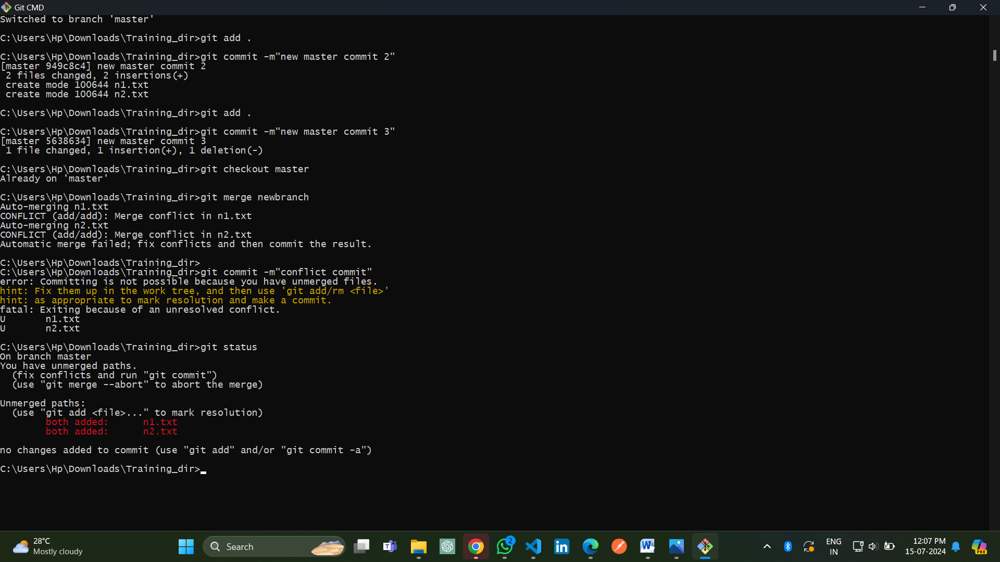 Git CMD
Switched to branch 'master'
C:\Users\Hp\Downloads\Training_dir>git add .
C:\Users\Hp\Downloads\Training_dir>git commit -m"new master commit 2"
[master 949c8c4] new master commit 2
 2 files changed, 2 insertions(+)
 create mode 100644 n1.txt
 create mode 100644 n2.txt
C:\Users\Hp\Downloads\Training_dir>git add .
C:\Users\Hp\Downloads\Training_dir>git commit -m"new master commit 3"
[master 5638634] new master commit 3
 1 file changed, 1 insertion(+), 1 deletion(-)
C:\Users\Hp\Downloads\Training_dir>git checkout master
Already on 'master'
C:\Users\Hp\Downloads\Training_dir>git merge newbranch
Auto-merging n1.txt
CONFLICT (add/add): Merge conflict in n1.txt
Auto-merging n2.txt
CONFLICT (add/add): Merge conflict in n2.txt
Automatic merge failed; fix conflicts and then commit the result.
C:\Users\Hp\Downloads\Training_dir>
C:\Users\Hp\Downloads\Training_dir>git commit -m"conflict commit"
error: Committing is not possible because you have unmerged files.
hint: Fix them up in the work tree, and then use 'git add/rm <file>'
hint: as appropriate to mark resolution and make a commit.
fatal: Exiting because of an unresolved conflict.
U       n1.txt
U       n2.txt
C:\Users\Hp\Downloads\Training_dir>git status
On branch master
You have unmerged paths.
  (fix conflicts and run "git commit")
  (use "git merge --abort" to abort the merge)
Unmerged paths:
  (use "git add <file>..." to mark resolution)
        both added:      n1.txt
        both added:      n2.txt
no changes added to commit (use "git add" and/or "git commit -a")
C:\Users\Hp\Downloads\Training_dir>
28°C
Mostly cloudy
Search
2
ENG
IN
12:07 PM
15-07-2024
PRE